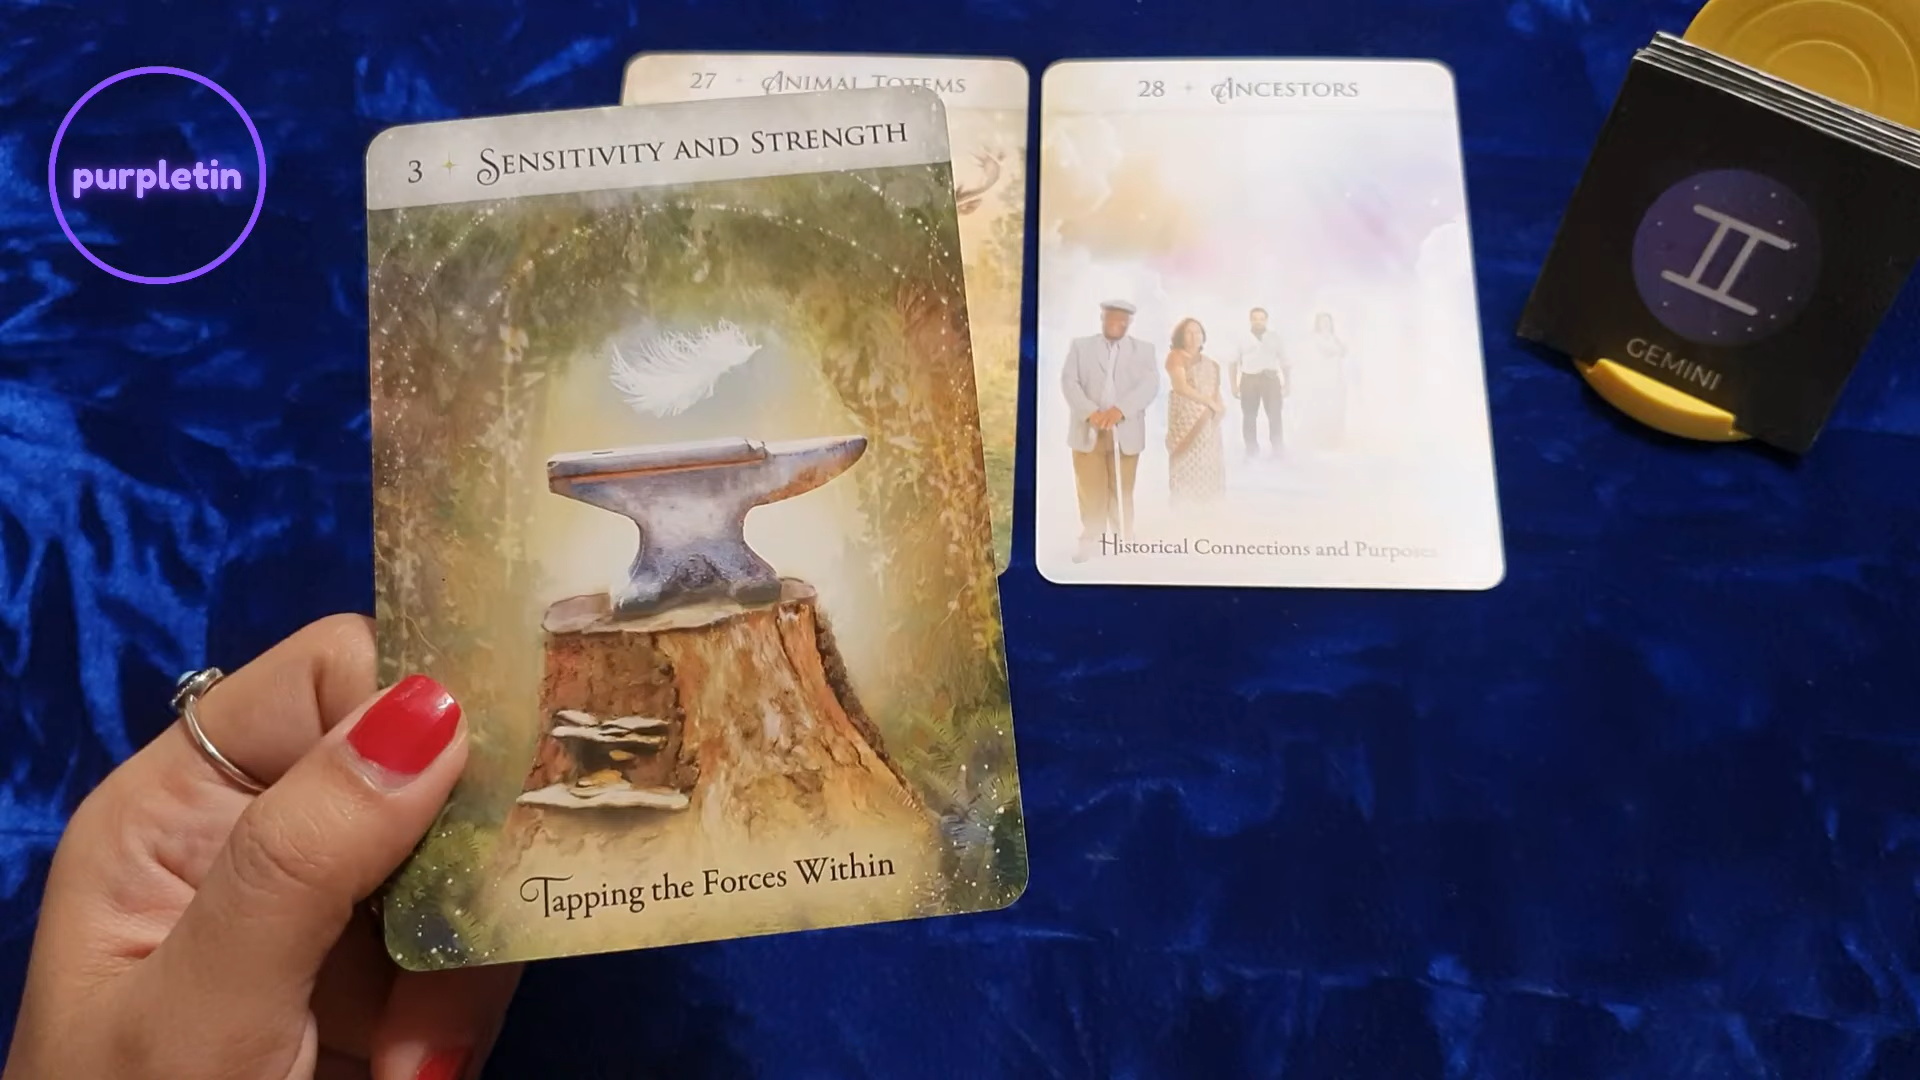 purpletin
27 ANIMAL TOTEMS
28 ANCESTORS
3 SENSITIVITY AND STRENGTH
GEMINI
Historical Connections and Purposes
Tapping the Forces Within